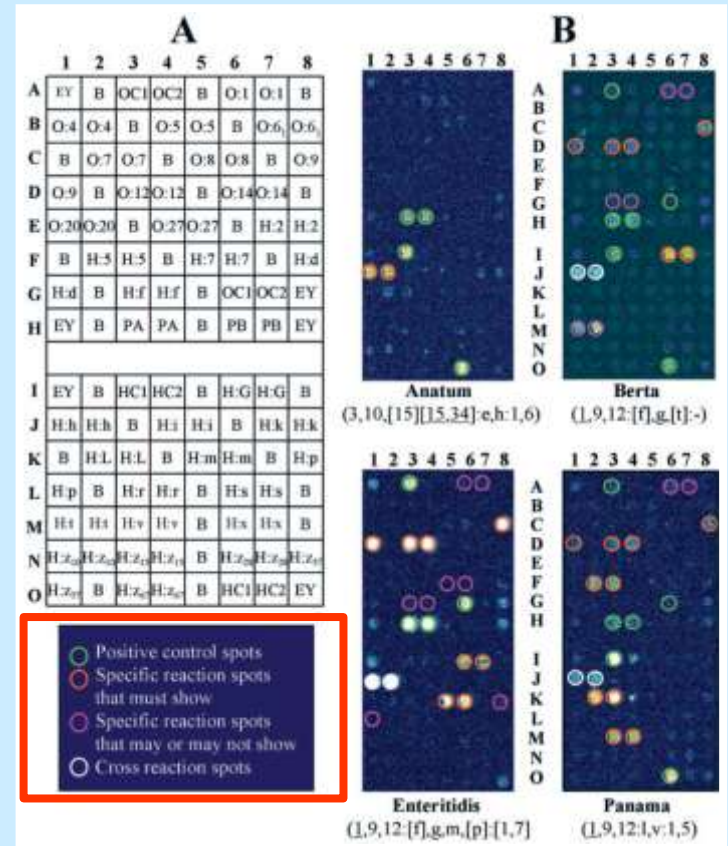 A
1 2 3 4 5 6 7 8
A EY B OC1 OC2 B O:1 O:1 B
B O:4 O:4 B O:5 O:5 B O:6₁ O:6₁
C B O:7 O:7 B O:8 O:8 B O:9
D O:9 B O:12 O:12 B O:14 O:14 B
E O:20 O:20 B O:27 O:27 B H:2 H:2
F B H:5 H:5 B H:7 H:7 B H:d
G H:d B H:f H:f B OC1 OC2 EY
H EY B PA PA B PB PB EY
I EY B HC1 HC2 B H:G H:G B
J H:h H:h B H:i H:i B H:k H:k
K B H:L H:L B H:m H:m B H:p
L H:p B H:r H:r B H:s H:s B
M H:t H:t H:v H:v B H:x H:x B
N B
O B B HC1 HC2 EY
Positive control spots
Specific reaction spots
that must show
Specific reaction spots
that may or may not show
Cross reaction spots
B
1 2 3 4 5 6 7 8
1 2 3 4 5 6 7 8
A
B
C
D
E
F
G
H
I
J
K
L
M
N
O
Anatum
(3,10,[15][15,34]:e,h:1,6)
Berta
(1,9,12:[f],g,[t]:-)
1 2 3 4 5 6 7 8
1 2 3 4 5 6 7 8
A
B
C
D
E
F
G
H
I
J
K
L
M
N
O
Enteritidis
(1,9,12:[f],g,m,[p]:[1,7]
Panama
(1,9,12:l,v:1,5)